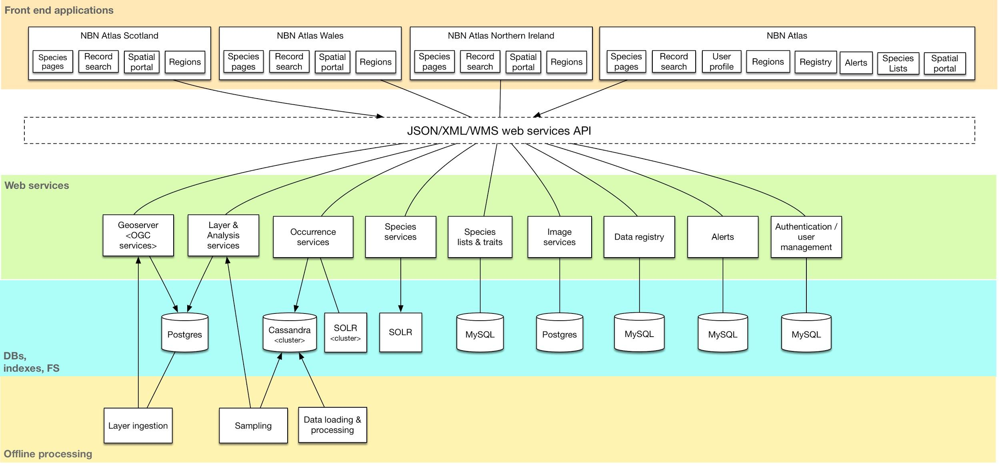 Front end applications
NBN Atlas Scotland
Species
pages
Record
search
Spatial
portal
Regions
NBN Atlas Wales
Species
pages
Record
search
Spatial
portal
Regions
NBN Atlas Northern Ireland
Species
pages
Record
search
Spatial
portal
Regions
NBN Atlas
Species
pages
Record
search
User
profile
Regions
Registry
Alerts
Species
Lists
Spatial
portal
JSON/XML/WMS web services API
Web services
Geoserver
<OGC
services>
Layer &
Analysis
services
Occurrence
services
Species
services
Species
lists & traits
Image
services
Data registry
Alerts
Authentication /
user
management
Postgres
Cassandra
<cluster>
SOLR
<cluster>
SOLR
MySQL
Postgres
MySQL
MySQL
MySQL
DBs,
indexes, FS
Layer ingestion
Sampling
Data loading &
processing
Offline processing